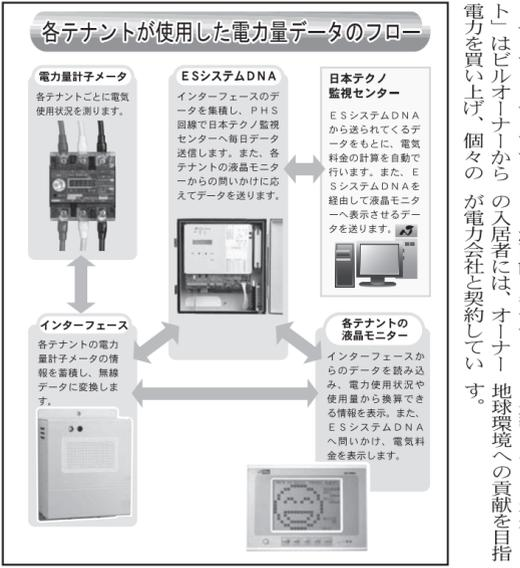 各テナントが使用した電力量データのフロー
電力量計子メータ
各テナントごとに電気
使用状況を測ります。
ESシステムDNA
インターフェースのデ
ータを集積し、PHS
回線で日本テクノ監視
センターへ毎日データ
送信します。また、各
テナントの液晶モニタ
ーからの問いかけに応
えてデータを送ります。
日本テクノ
監視センター
ESシステムDNA
から送られてくるデ
ータをもとに、電気
料金の計算を自動で
行います。また、E
SシステムDNAを
経由して液晶モニタ
ーへ表示させるデー
タを送ります。
インターフェース
各テナントの電力
量計子メータの情
報を蓄積し、無線
データに変換しま
す。
各テナントの
液晶モニター
インターフェースか
らのデータを読み込
み、電力使用状況や
使用量から換算でき
る情報を表示。また、
ESシステムDNA
へ問いかけ、電気料
金を表示します。
ト」はビルオーナーから
電力を買い上げ、個々の
の入居者には、オーナー
が電力会社と契約してい
地球環境への貢献を目指
す。